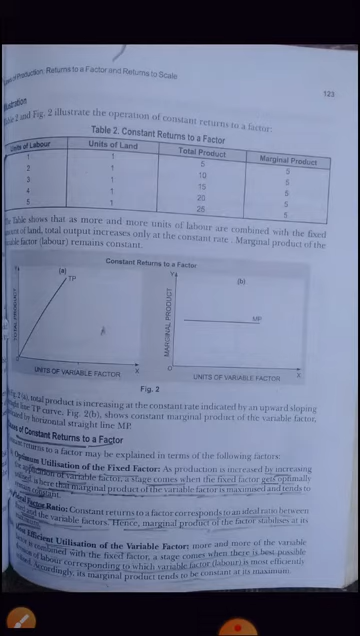 of Production: Returns to a Factor and Returns to Scale
123
Illustration
Table 2 and Fig. 2 illustrate the operation of constant returns to a factor:
Table 2. Constant Returns to a Factor
Units of Labour Units of Land Total Product Marginal Product
1 1 5 5
2 1 10 5
3 1 15 5
4 1 20 5
5 1 25 5
The Table shows that as more and more units of labour are combined with the fixed
amount of land, total output increases only at the constant rate. Marginal product of the
variable factor (labour) remains constant.
Constant Returns to a Factor
(a)
Y
TP
TOTAL PRODUCT
O
X
UNITS OF VARIABLE FACTOR
(b)
Y
MP
MARGINAL PRODUCT
O
X
UNITS OF VARIABLE FACTOR
Fig. 2
Fig. 2(a), total product is increasing at the constant rate indicated by an upward sloping
straight line TP curve. Fig. 2(b), shows constant marginal product of the variable factor,
indicated by horizontal straight line MP.
of Constant Returns to a Factor
returns to a factor may be explained in terms of the following factors:
Optimum Utilisation of the Fixed Factor: As production is increased by increasing
the application of variable factor, a stage comes when the fixed factor gets optimally
utilised. is here that marginal product of the variable factor is maximised and tends to
constant.
Ideal Factor Ratio: Constant returns to a factor corresponds to an ideal ratio between
fixed and the variable factors. Hence, marginal product of the factor stabilises at its
Most Efficient Utilisation of the Variable Factor: more and more of the variable
factor is combined with the fixed factor, a stage comes when there is best possible
of labour corresponding to which variable factor (labour) is most efficiently
utilised. Accordingly, its marginal product tends to be constant at its maximum.